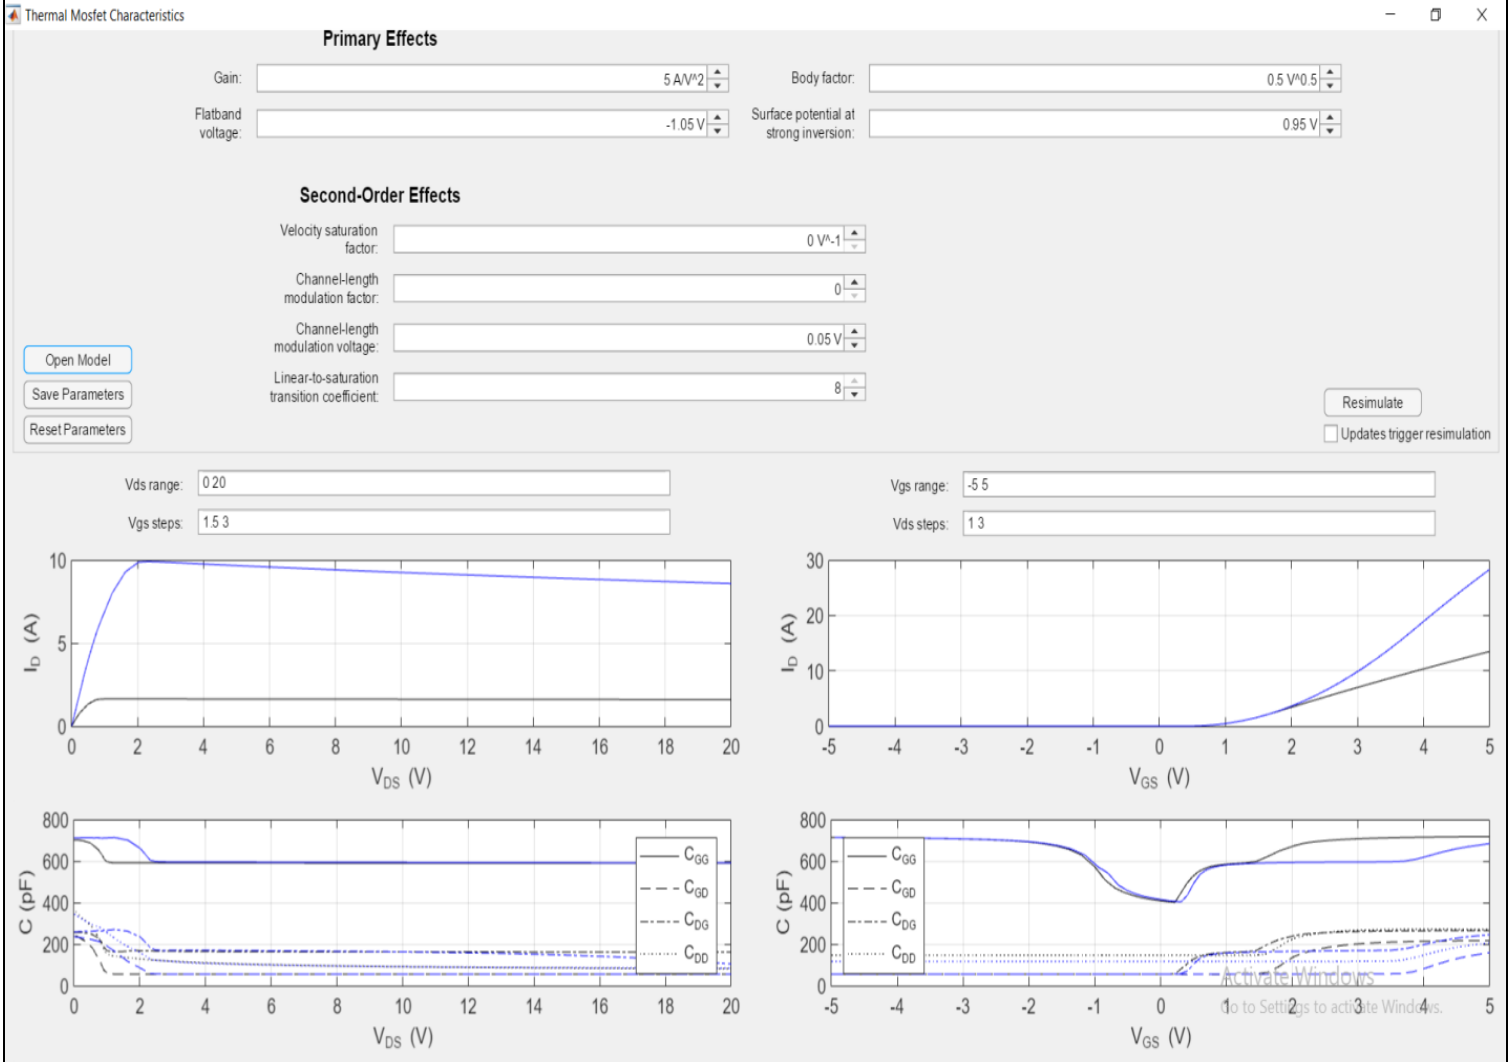 Thermal Mosfet Characteristics
Primary Effects
Gain: 5 A/V^2
Body factor: 0.5 V^0.5
Flatband
voltage: -1.05 V
Surface potential at
strong inversion: 0.95 V
Second-Order Effects
Velocity saturation
factor: 0 V^-1
Channel-length
modulation factor: 0
Channel-length
modulation voltage: 0.05 V
Linear-to-saturation
transition coefficient: 8
Open Model
Save Parameters
Reset Parameters
Resimulate
Updates trigger resimulation
Vds range: 0 20
Vgs steps: 1.5 3
Vgs range: -5 5
Vds steps: 1 3
10
5
0
I_D (A)
0 2 4 6 8 10 12 14 16 18 20
V_DS (V)
30
20
10
0
I_D (A)
-5 -4 -3 -2 -1 0 1 2 3 4 5
V_GS (V)
800
600
400
200
0
C (pF)
C_GG
C_GD
C_DG
C_DD
0 2 4 6 8 10 12 14 16 18 20
V_DS (V)
800
600
400
200
0
C (pF)
C_GG
C_GD
C_DG
C_DD
-5 -4 -3 -2 -1 0 1 2 3 4 5
V_GS (V)
Activate Windows
Go to Settings to activate Windows.